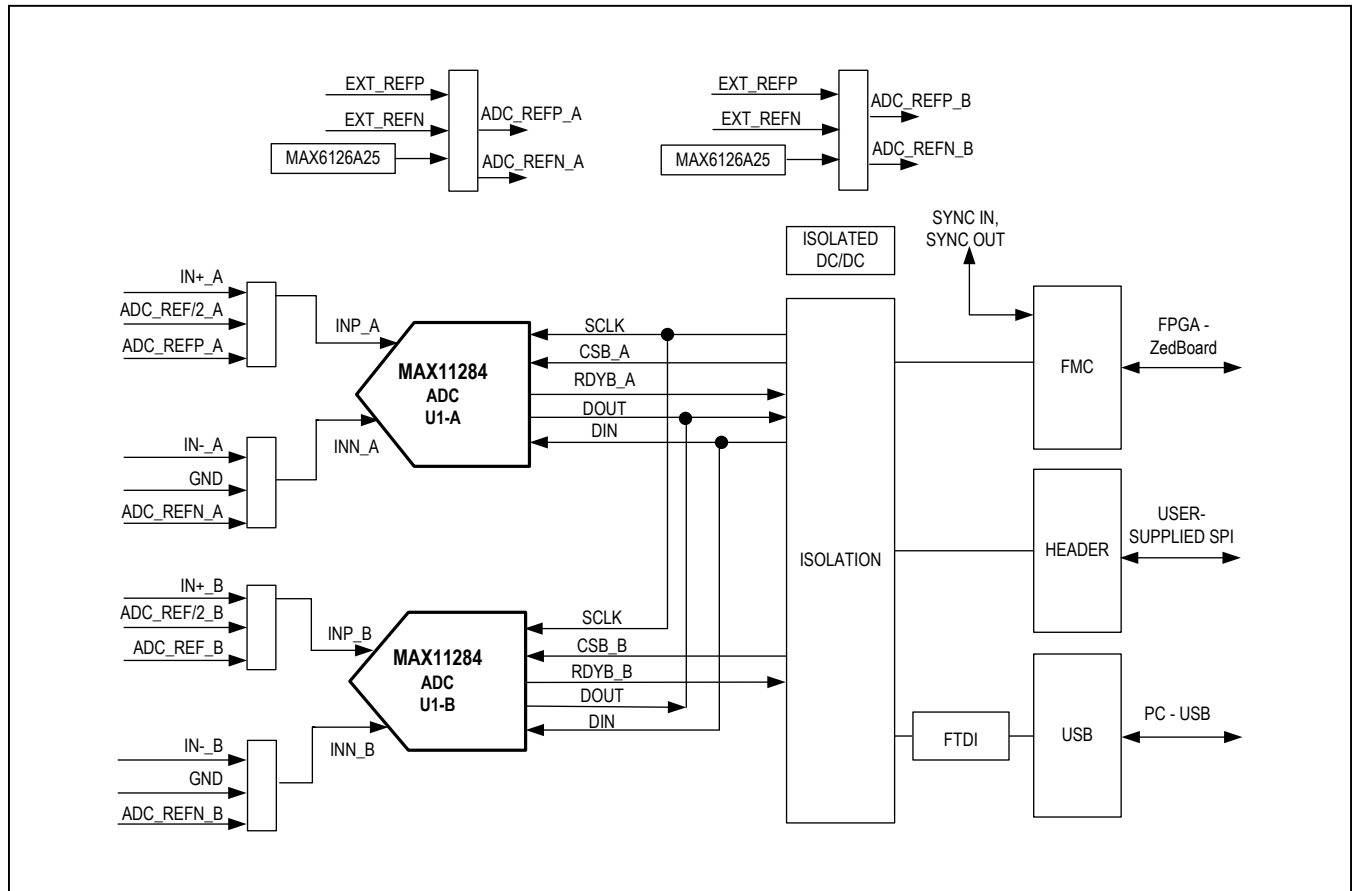 EXT_REFP
EXT_REFN
MAX6126A25
ADC_REFP_A
ADC_REFN_A
EXT_REFP
EXT_REFN
MAX6126A25
ADC_REFP_B
ADC_REFN_B
ISOLATED
DC/DC
SYNC IN,
SYNC OUT
IN+_A
ADC_REF/2_A
ADC_REFP_A
INP_A
IN-_A
GND
ADC_REFN_A
INN_A
MAX11284
ADC
U1-A
SCLK
CSB_A
RDYB_A
DOUT
DIN
IN+_B
ADC_REF/2_B
ADC_REF_B
INP_B
IN-_B
GND
ADC_REFN_B
INN_B
MAX11284
ADC
U1-B
SCLK
CSB_B
RDYB_B
DOUT
DIN
ISOLATION
FMC
FPGA -
ZedBoard
HEADER
USER-
SUPPLIED SPI
FTDI
USB
PC - USB